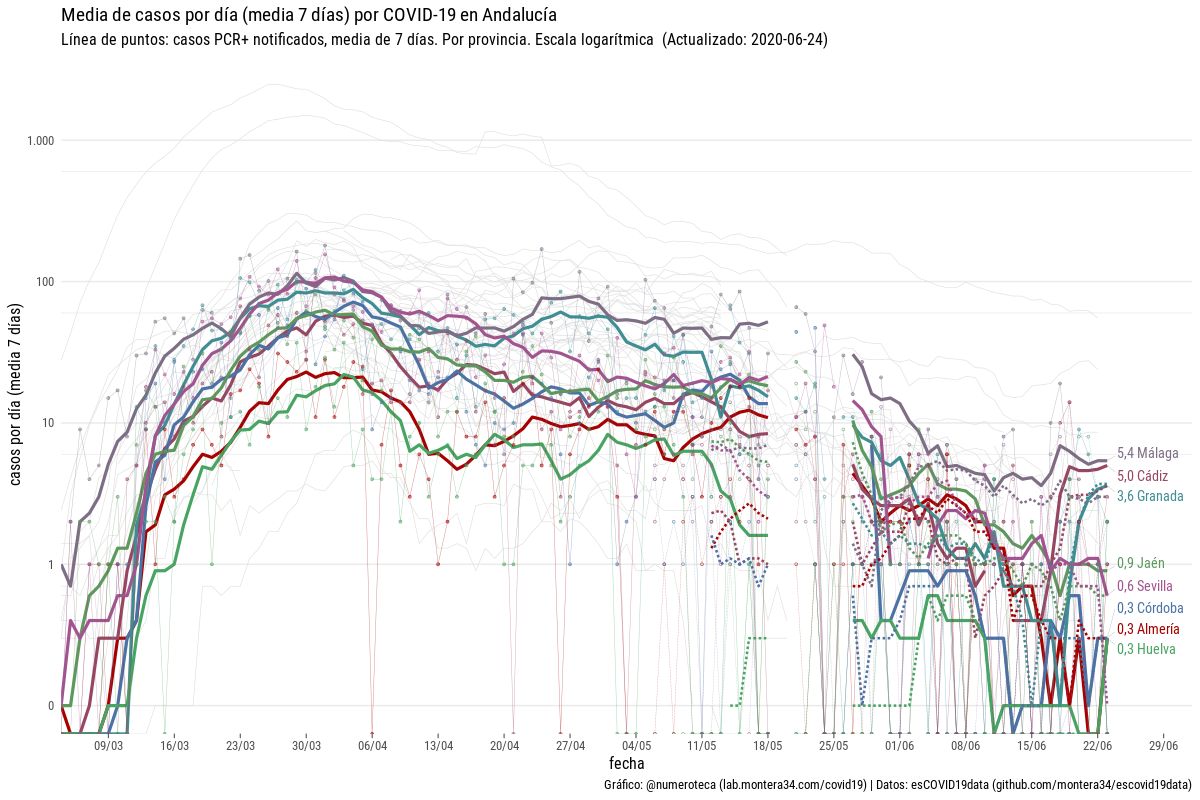 Media de casos por día (media 7 días) por COVID-19 en Andalucía
Línea de puntos: casos PCR+ notificados, media de 7 días. Por provincia. Escala logarítmica (Actualizado: 2020-06-24)
casos por día (media 7 días)
1.000
100
10
1
0
5,4 Málaga
5,0 Cádiz
3,6 Granada
0,9 Jaén
0,6 Sevilla
0,3 Córdoba
0,3 Almería
0,3 Huelva
09/03 16/03 23/03 30/03 06/04 13/04 20/04 27/04 04/05 11/05 18/05 25/05 01/06 08/06 15/06 22/06 29/06
fecha
Gráfico: @numeroteca (lab.montera34.com/covid19) | Datos: esCOVID19data (github.com/montera34/escovid19data)